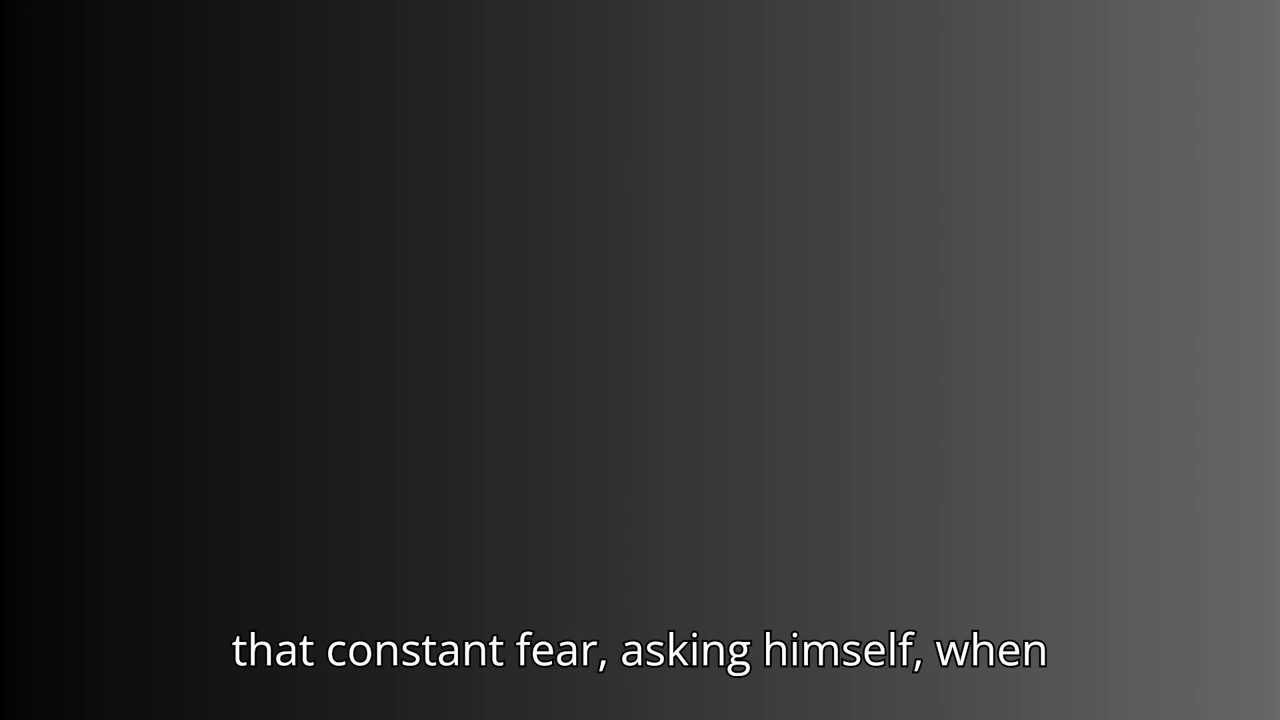 that constant fear, asking himself, when